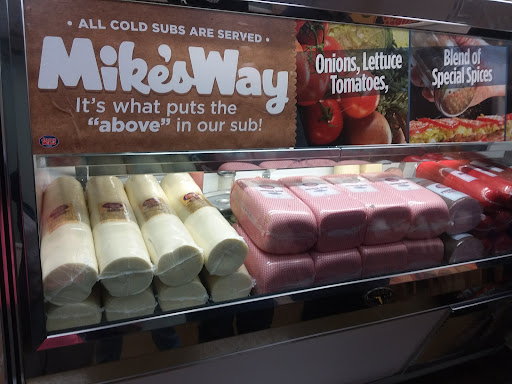 • ALL COLD SUBS ARE SERVED •
Mike'sWay
It's what puts the
"above" in our sub!
Onions, Lettuce
Tomatoes,
Blend of
Special Spices